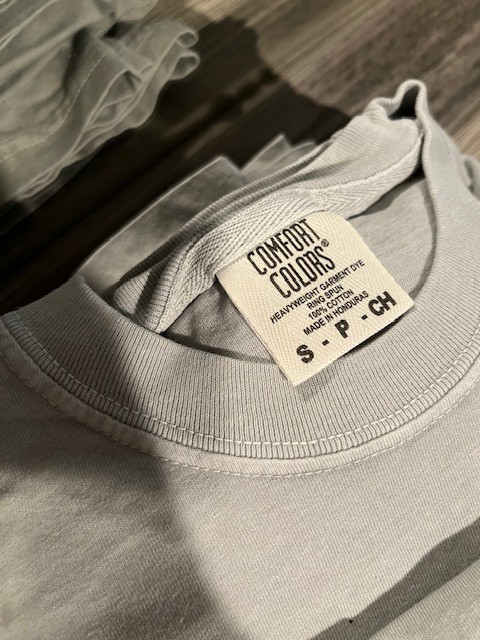 COMFORT
COLORS®
HEAVYWEIGHT GARMENT DYE
RING SPUN
100% COTTON
MADE IN HONDURAS
S - P - CH